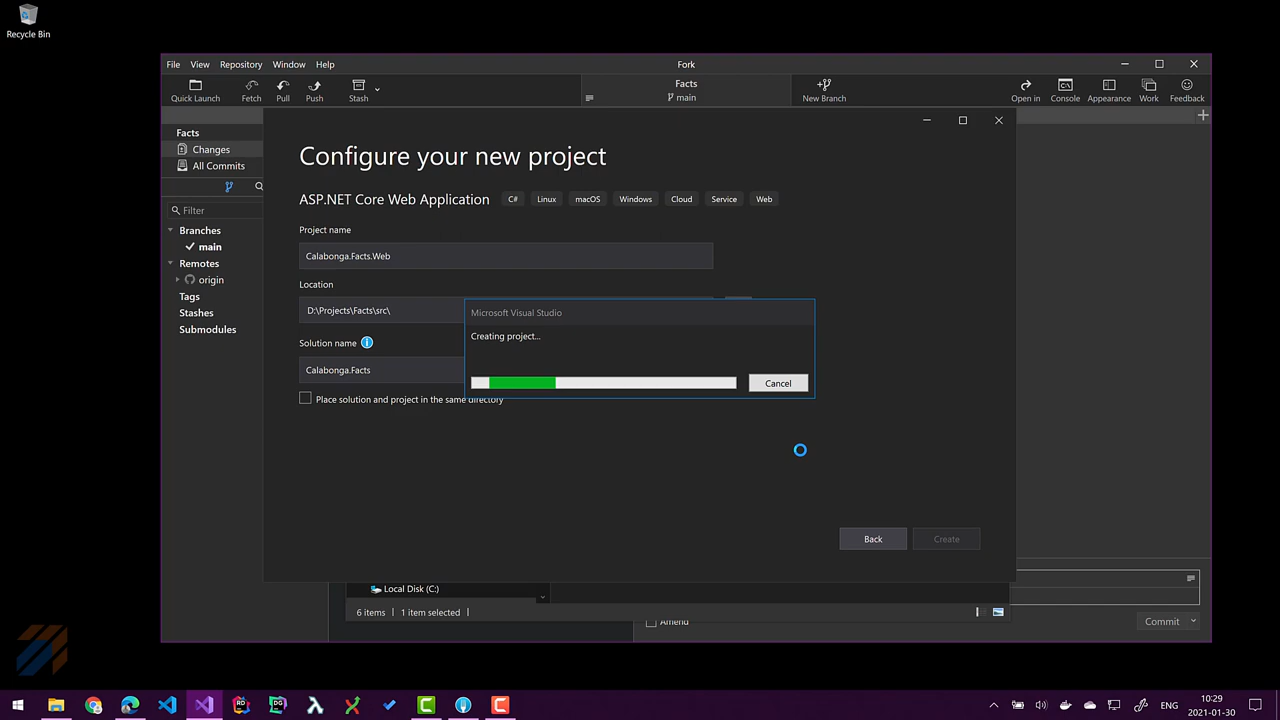 Recycle Bin
File View Repository Window Help
Fork
Quick Launch
Fetch
Pull
Push
Stash
Facts
main
New Branch
Open in
Console
Appearance
Work
Feedback
Facts
Changes
All Commits
Filter
Branches
main
Remotes
origin
Tags
Stashes
Submodules
Configure your new project
ASP.NET Core Web Application C# Linux macOS Windows Cloud Service Web
Project name
Calabonga.Facts.Web
Location
D:\Projects\Facts\src\
Solution name
Calabonga.Facts
Place solution and project in the same directory
Microsoft Visual Studio
Creating project...
Cancel
Back
Create
Local Disk (C:)
6 items 1 item selected
Amend
Commit
ENG
10:29
2021-01-30